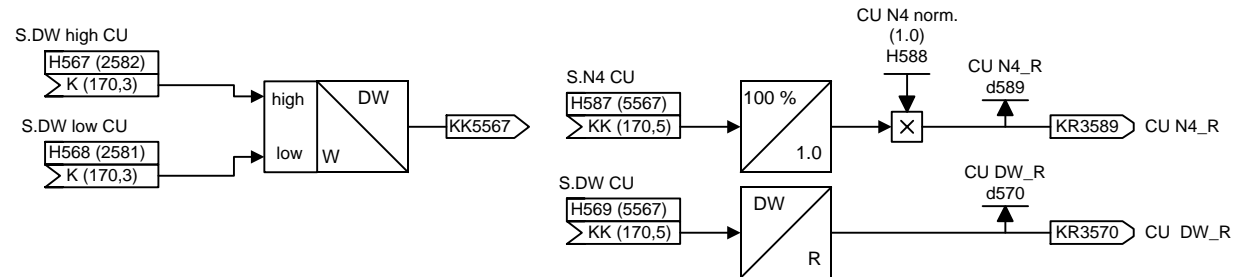 S.DW high CU
H567 (2582)
K (170,3)
S.DW low CU
H568 (2581)
K (170,3)
high
low
W
DW
KK5567
S.N4 CU
H587 (5567)
KK (170,5)
100 %
1.0
CU N4 norm.
(1.0)
H588
×
CU N4_R
d589
KR3589
CU N4_R
S.DW CU
H569 (5567)
KK (170,5)
DW
R
CU DW_R
d570
KR3570
CU DW_R